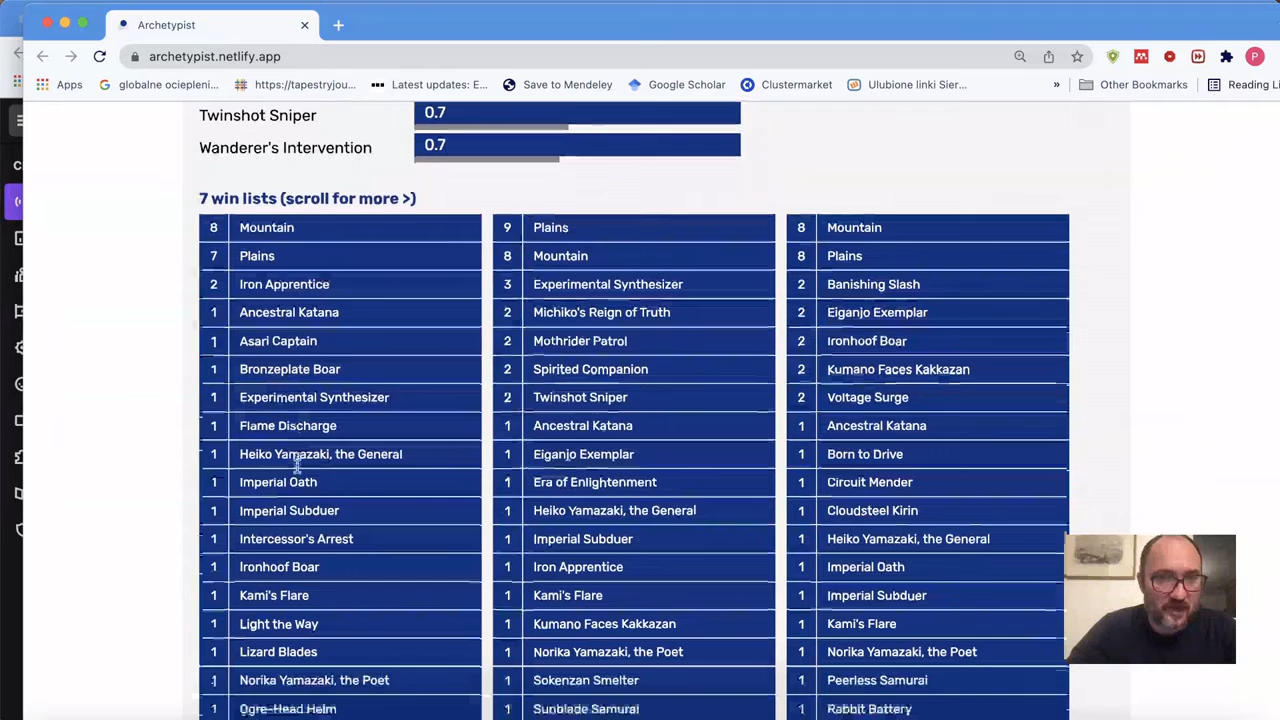 Archetypist
archetypist.netlify.app
P
Apps
globalne ociepleni...
https://tapestryjou...
Latest updates: E...
Save to Mendeley
Google Scholar
Clustermarket
Ulubione linki Sier...
»
Other Bookmarks
Reading Li
Twinshot Sniper 0.7
Wanderer's Intervention 0.7
7 win lists (scroll for more >)
8 Mountain
7 Plains
2 Iron Apprentice
1 Ancestral Katana
1 Asari Captain
1 Bronzeplate Boar
1 Experimental Synthesizer
1 Flame Discharge
1 Heiko Yamazaki, the General
1 Imperial Oath
1 Imperial Subduer
1 Intercessor's Arrest
1 Ironhoof Boar
1 Kami's Flare
1 Light the Way
1 Lizard Blades
1 Norika Yamazaki, the Poet
1 Ogre-Head Helm
9 Plains
8 Mountain
3 Experimental Synthesizer
2 Michiko's Reign of Truth
2 Mothrider Patrol
2 Spirited Companion
2 Twinshot Sniper
1 Ancestral Katana
1 Eiganjo Exemplar
1 Era of Enlightenment
1 Heiko Yamazaki, the General
1 Imperial Subduer
1 Iron Apprentice
1 Kami's Flare
1 Kumano Faces Kakkazan
1 Norika Yamazaki, the Poet
1 Sokenzan Smelter
1 Sunblade Samurai
8 Mountain
8 Plains
2 Banishing Slash
2 Eiganjo Exemplar
2 Ironhoof Boar
2 Kumano Faces Kakkazan
2 Voltage Surge
1 Ancestral Katana
1 Born to Drive
1 Circuit Mender
1 Cloudsteel Kirin
1 Heiko Yamazaki, the General
1 Imperial Oath
1 Imperial Subduer
1 Kami's Flare
1 Norika Yamazaki, the Poet
1 Peerless Samurai
1 Rabbit Battery